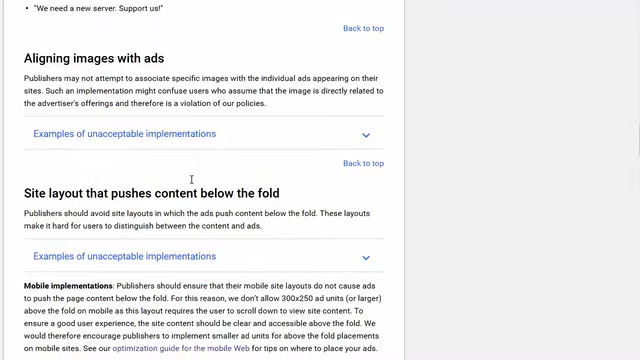 • "We need a new server. Support us!"
Back to top
Aligning images with ads
Publishers may not attempt to associate specific images with the individual ads appearing on their
sites. Such an implementation might confuse users who assume that the image is directly related to
the advertiser's offerings and therefore is a violation of our policies.
Examples of unacceptable implementations
Back to top
Site layout that pushes content below the fold
Publishers should avoid site layouts in which the ads push content below the fold. These layouts
make it hard for users to distinguish between the content and ads.
Examples of unacceptable implementations
Mobile implementations: Publishers should ensure that their mobile site layouts do not cause ads
to push the page content below the fold. For this reason, we don't allow 300x250 ad units (or larger)
above the fold on mobile as this layout requires the user to scroll down to view site content. To
ensure a good user experience, the site content should be clear and accessible above the fold. We
would therefore encourage publishers to implement smaller ad units for above the fold placements
on mobile sites. See our optimization guide for the mobile Web for tips on where to place your ads.